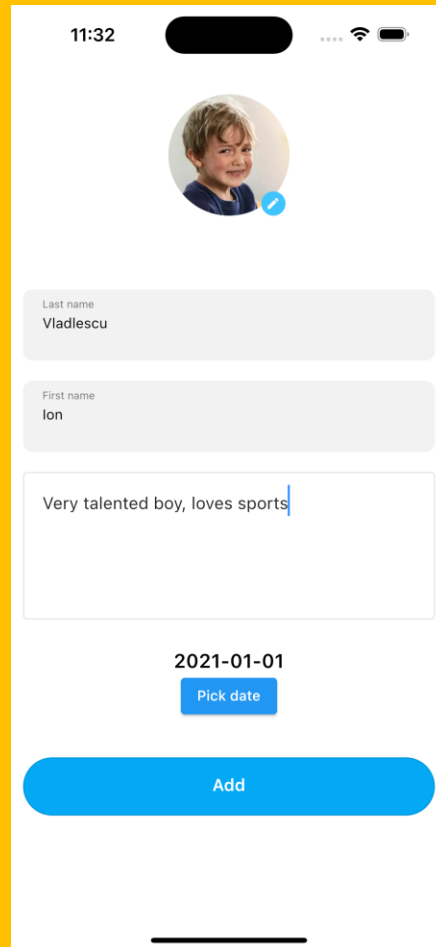 11:32
Last name
Vladlescu
First name
Ion
Very talented boy, loves sports
2021-01-01
Pick date
Add